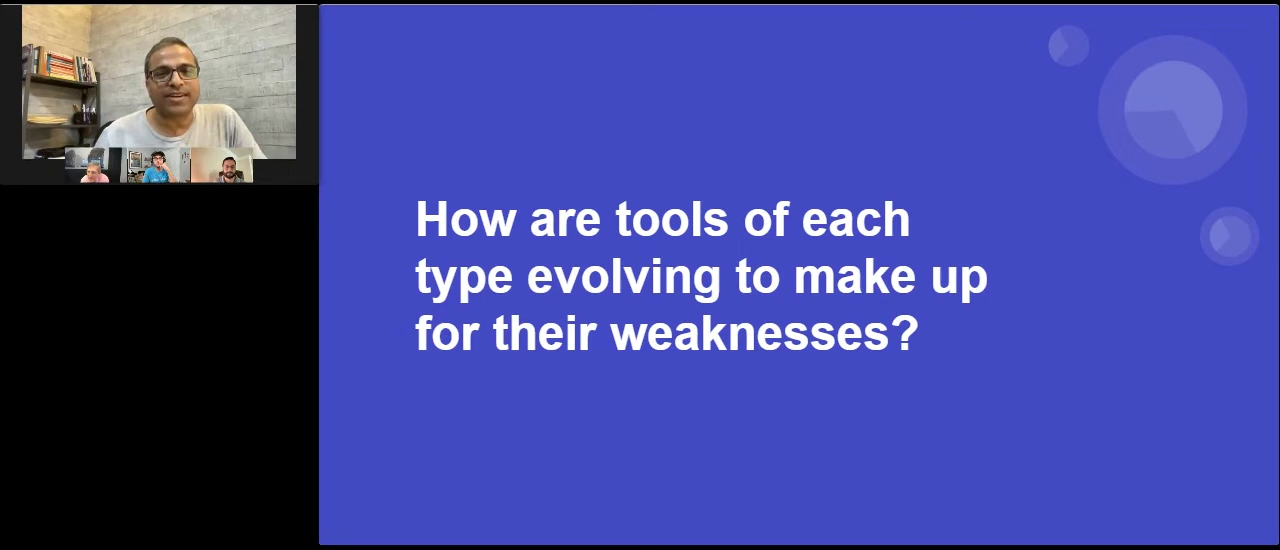 How are tools of each
type evolving to make up
for their weaknesses?